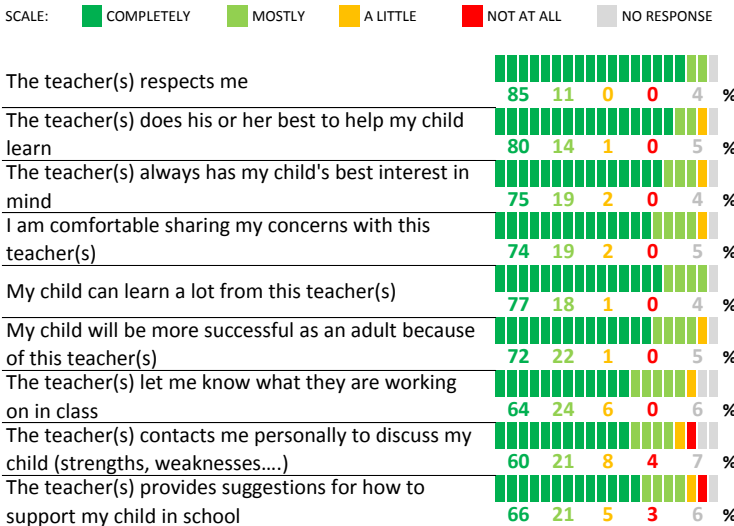 SCALE: COMPLETELY MOSTLY A LITTLE NOT AT ALL NO RESPONSE
The teacher(s) respects me
85 11 0 0 4 %
The teacher(s) does his or her best to help my child
learn
80 14 1 0 5 %
The teacher(s) always has my child's best interest in
mind
75 19 2 0 4 %
I am comfortable sharing my concerns with this
teacher(s)
74 19 2 0 5 %
My child can learn a lot from this teacher(s)
77 18 1 0 4 %
My child will be more successful as an adult because
of this teacher(s)
72 22 1 0 5 %
The teacher(s) let me know what they are working
on in class
64 24 6 0 6 %
The teacher(s) contacts me personally to discuss my
child (strengths, weaknesses....)
60 21 8 4 7 %
The teacher(s) provides suggestions for how to
support my child in school
66 21 5 3 6 %